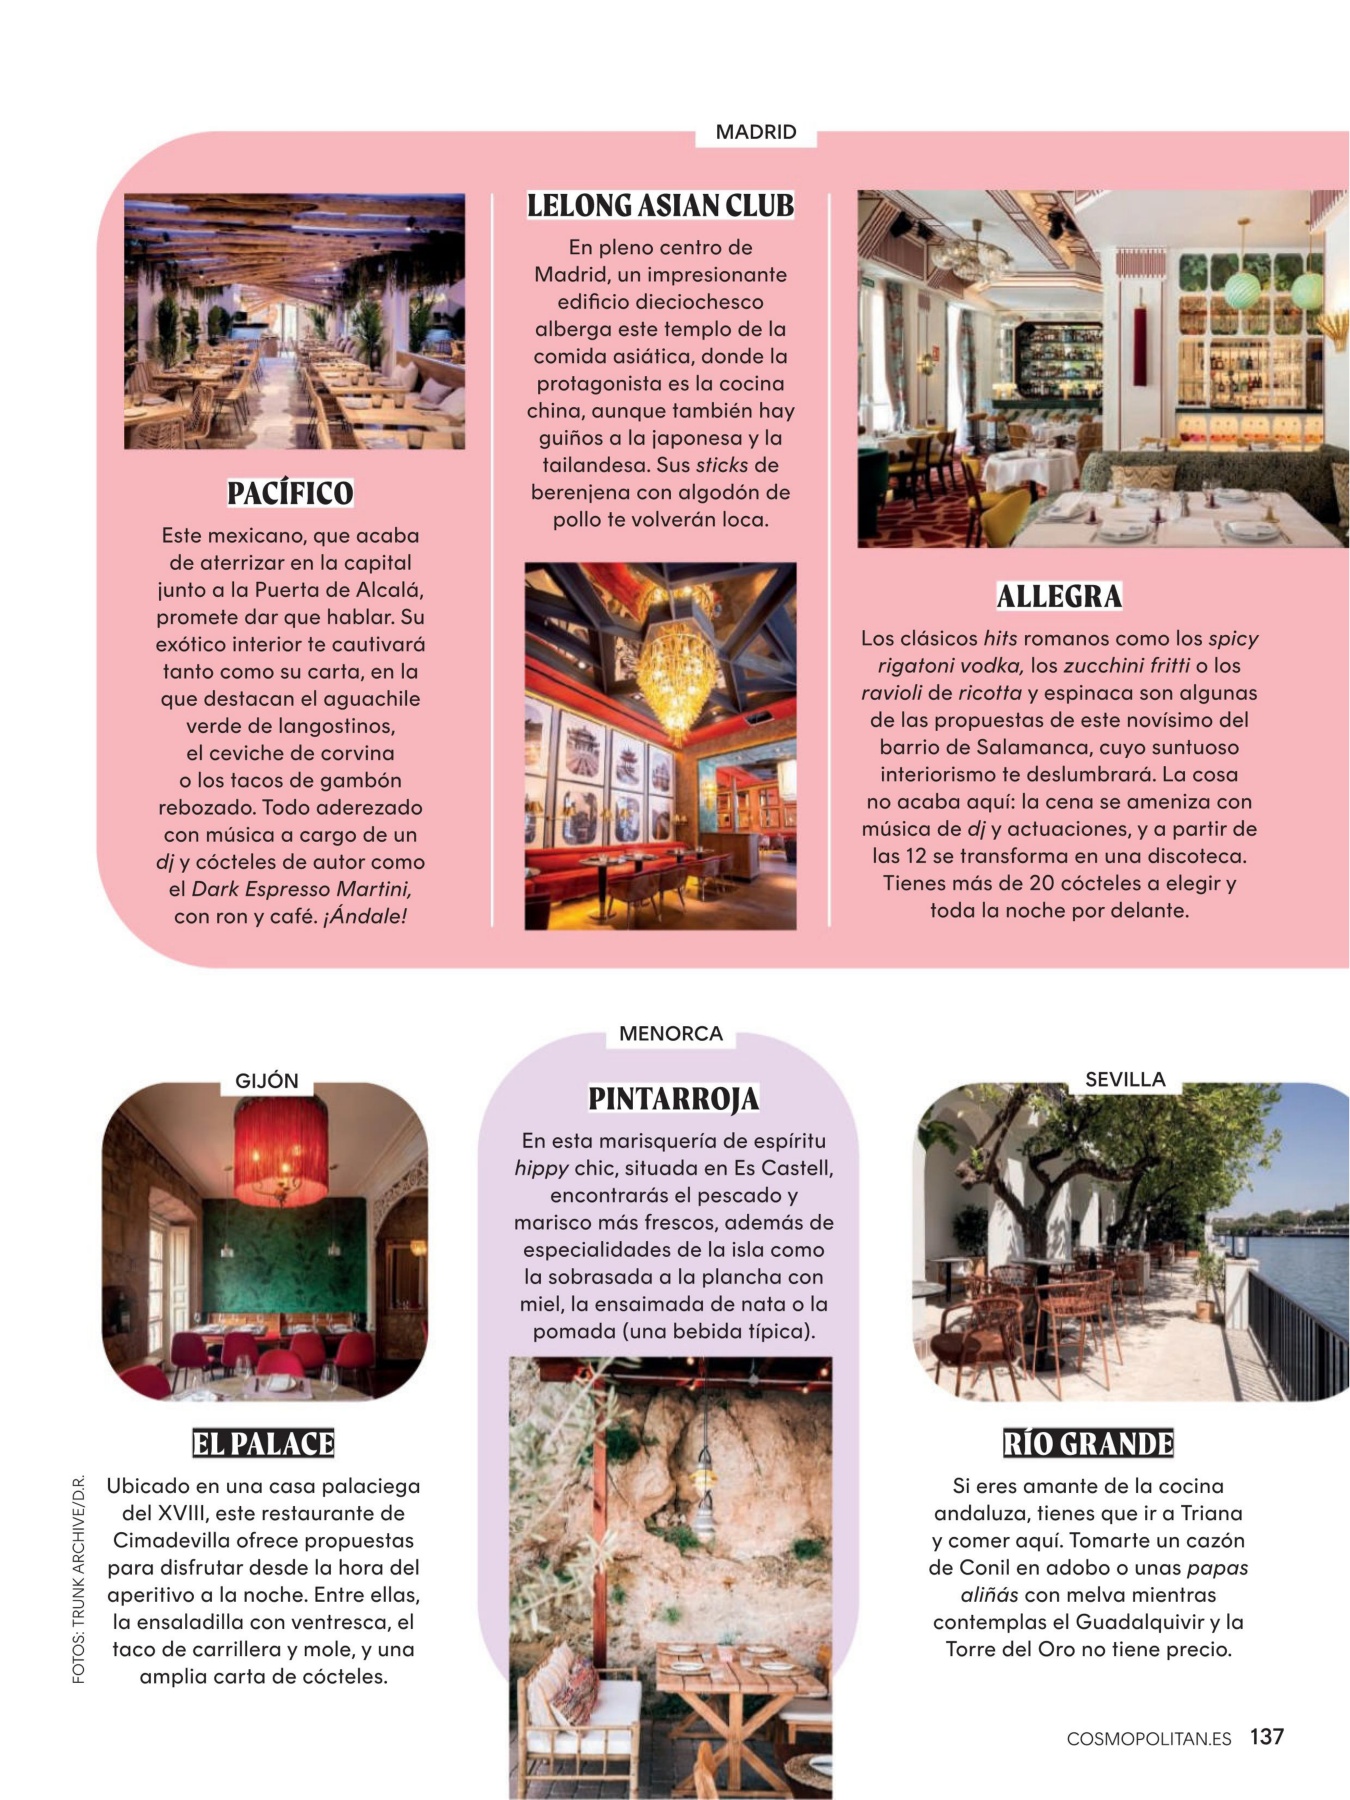 MADRID
PACÍFICO
Este mexicano, que acaba
de aterrizar en la capital
junto a la Puerta de Alcalá,
promete dar que hablar. Su
exótico interior te cautivará
tanto como su carta, en la
que destacan el aguachile
verde de langostinos,
el ceviche de corvina
o los tacos de gambón
rebozado. Todo aderezado
con música a cargo de un
dj y cócteles de autor como
el Dark Espresso Martini,
con ron y café. ¡Ándale!
LELONG ASIAN CLUB
En pleno centro de
Madrid, un impresionante
edificio dieciochesco
alberga este templo de la
comida asiática, donde la
protagonista es la cocina
china, aunque también hay
guiños a la japonesa y la
tailandesa. Sus sticks de
berenjena con algodón de
pollo te volverán loca.
ALLEGRA
Los clásicos hits romanos como los spicy
rigatoni vodka, los zucchini fritti o los
ravioli de ricotta y espinaca son algunas
de las propuestas de este novísimo del
barrio de Salamanca, cuyo suntuoso
interiorismo te deslumbrará. La cosa
no acaba aquí: la cena se ameniza con
música de dj y actuaciones, y a partir de
las 12 se transforma en una discoteca.
Tienes más de 20 cócteles a elegir y
toda la noche por delante.
GIJÓN
EL PALACE
Ubicado en una casa palaciega
del XVIII, este restaurante de
Cimadevilla ofrece propuestas
para disfrutar desde la hora del
aperitivo a la noche. Entre ellas,
la ensaladilla con ventresca, el
taco de carrillera y mole, y una
amplia carta de cócteles.
MENORCA
PINTARROJA
En esta marisquería de espíritu
hippy chic, situada en Es Castell,
encontrarás el pescado y
marisco más frescos, además de
especialidades de la isla como
la sobrasada a la plancha con
miel, la ensaimada de nata o la
pomada (una bebida típica).
SEVILLA
RÍO GRANDE
Si eres amante de la cocina
andaluza, tienes que ir a Triana
y comer aquí. Tomarte un cazón
de Conil en adobo o unas papas
aliñás con melva mientras
contemplas el Guadalquivir y la
Torre del Oro no tiene precio.
FOTOS: TRUNK ARCHIVE/D.R.
COSMOPOLITAN.ES 137